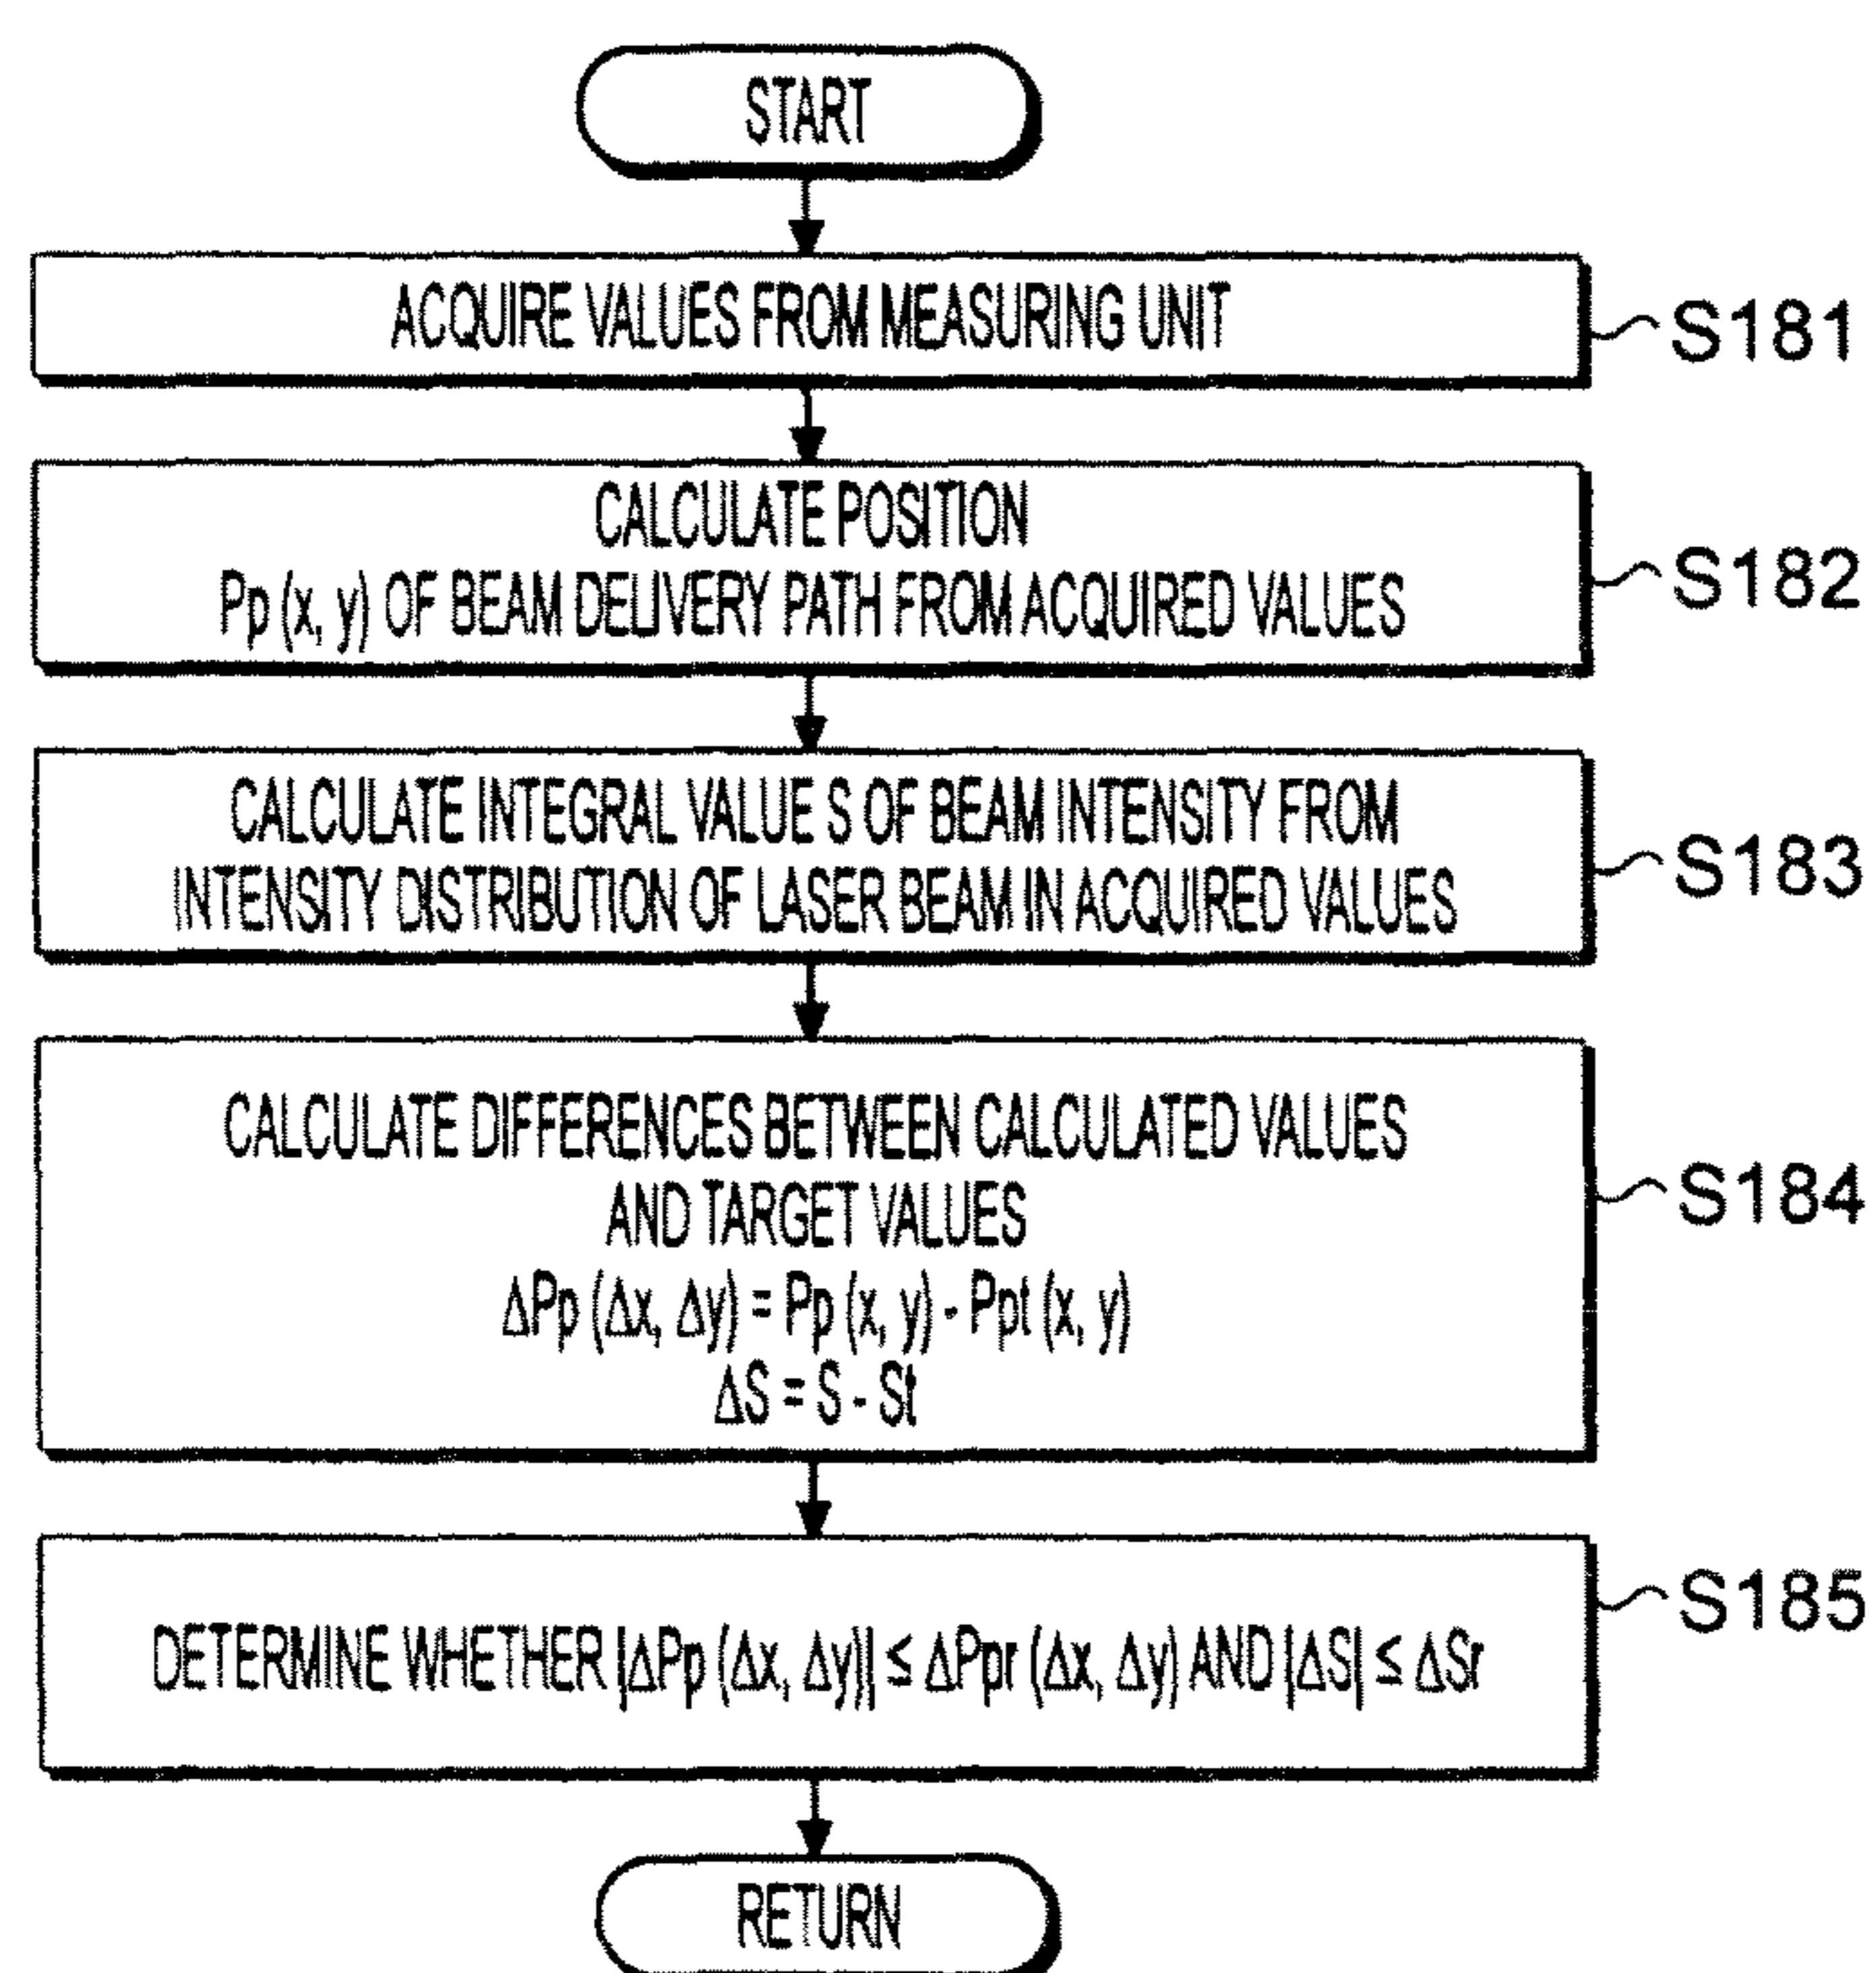 START
ACQUIRE VALUES FROM MEASURING UNIT
S181
CALCULATE POSITION
Pp (x, y) OF BEAM DELIVERY PATH FROM ACQUIRED VALUES
S182
CALCULATE INTEGRAL VALUE S OF BEAM INTENSITY FROM
INTENSITY DISTRIBUTION OF LASER BEAM IN ACQUIRED VALUES
S183
CALCULATE DIFFERENCES BETWEEN CALCULATED VALUES
AND TARGET VALUES
ΔPp (Δx, Δy) = Pp (x, y) - Ppt (x, y)
ΔS = S - St
S184
DETERMINE WHETHER |ΔPp (Δx, Δy)| ≤ ΔPpr (Δx, Δy) AND |ΔS| ≤ ΔSr
S185
RETURN